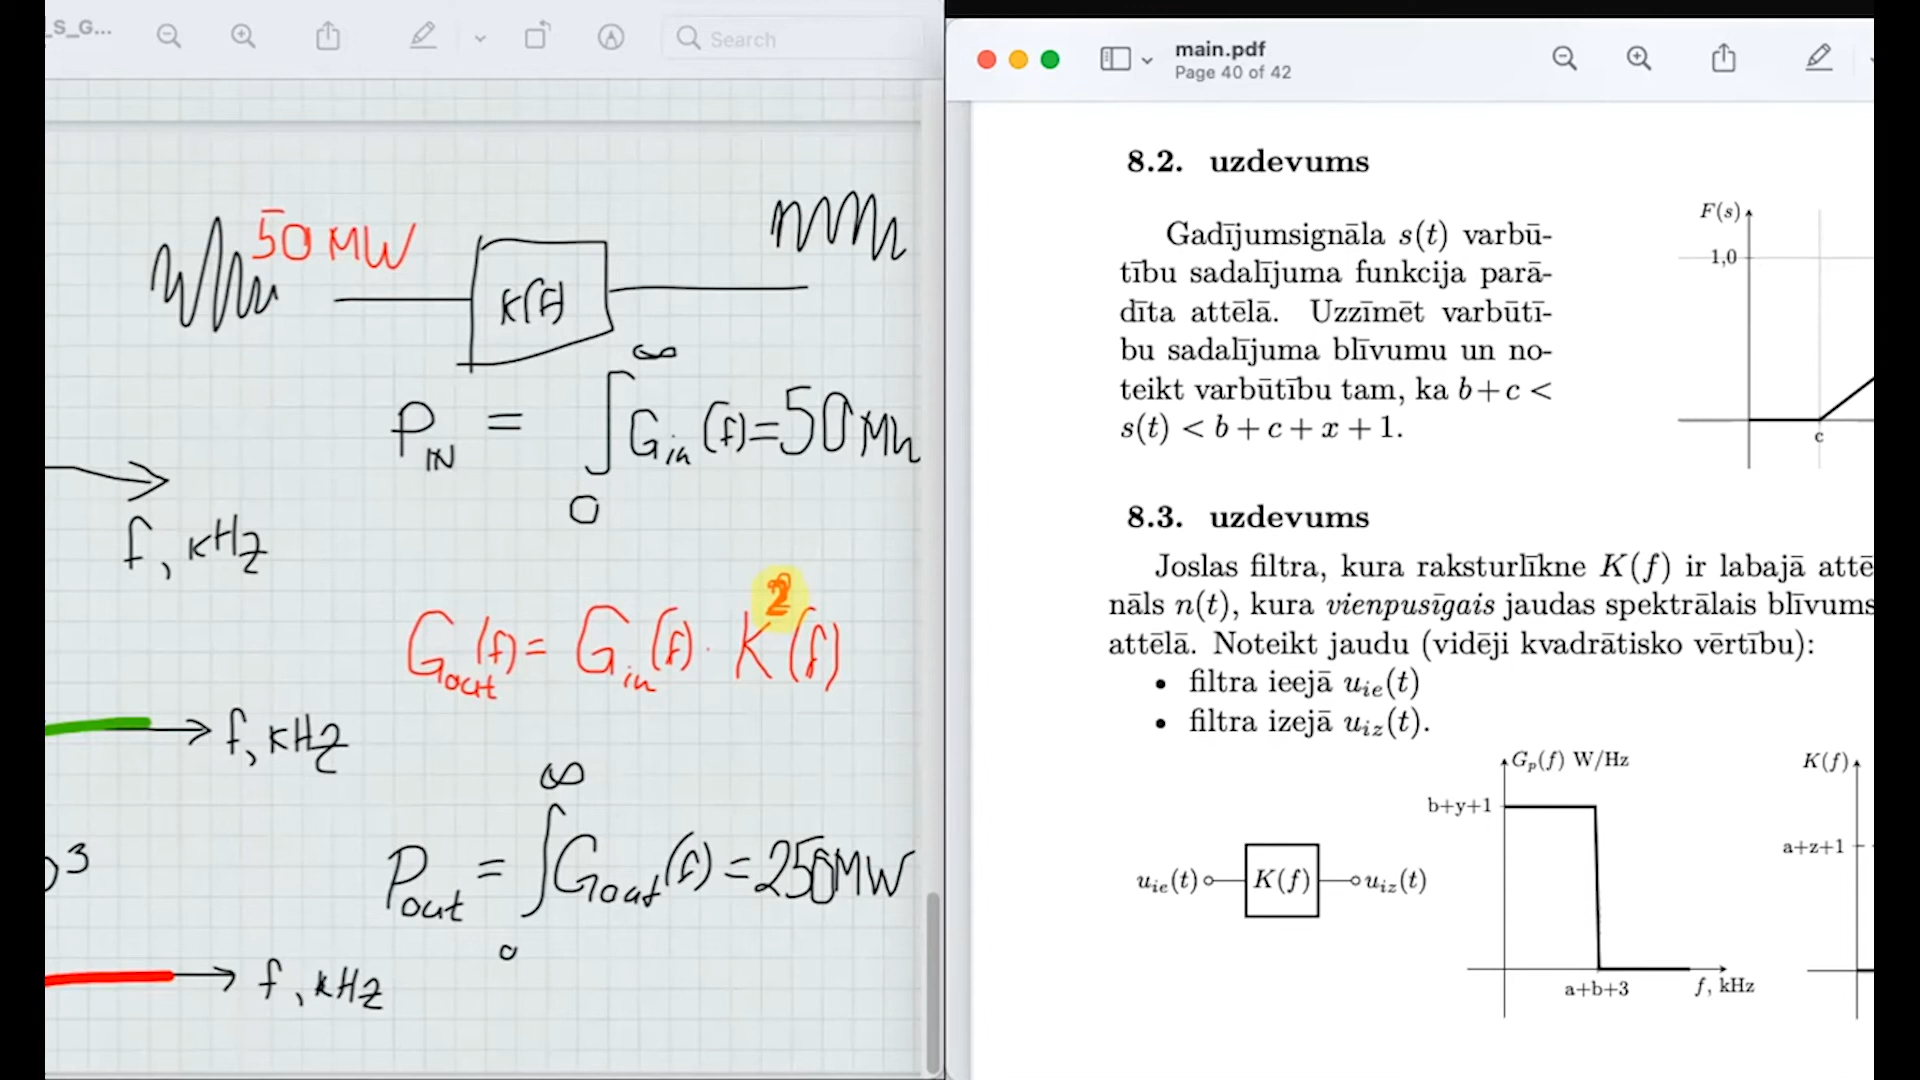 _S_G...
Search
50 MW
K(f)
∞
P_IN = ∫G_in(f)=50 MW
0
f, kHz
2
G_out(f)= G_in(f)·K(f)
f, kHz
∞
3
P_out = ∫G_out(f)=250MW
0
f, kHz
main.pdf
Page 40 of 42
8.2. uzdevums
Gadījumsignāla s(t) varbū-
tību sadalījuma funkcija parā-
dīta attēlā. Uzzīmēt varbūtī-
bu sadalījuma blīvumu un no-
teikt varbūtību tam, ka b+c <
s(t) < b + c + x + 1.
F(s)
1,0
c
8.3. uzdevums
Joslas filtra, kura raksturlīkne K(f) ir labajā attē
nāls n(t), kura vienpusīgais jaudas spektrālais blīvums
attēlā. Noteikt jaudu (vidēji kvadrātisko vērtību):
• filtra ieejā u_ie(t)
• filtra izejā u_iz(t).
G_p(f) W/Hz
K(f)
b+y+1
a+z+1
u_ie(t) K(f) u_iz(t)
a+b+3
f, kHz